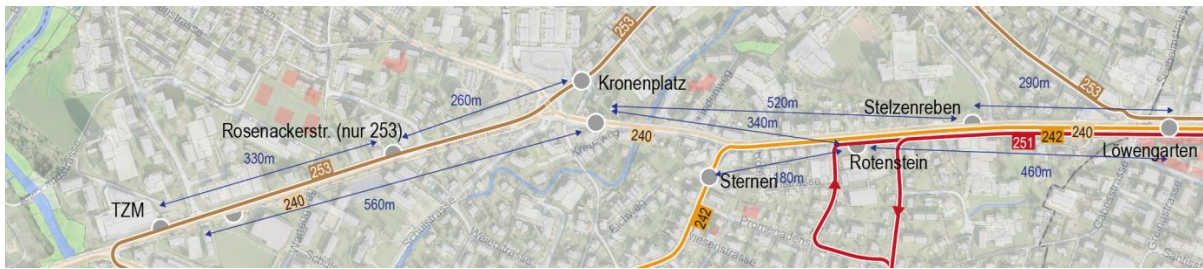 253
Kronenplatz
260m
520m
290m
253
Stelzenreben
Rosenackerstr. (nur 253)
340m
240
Kreuzweg
251
242
240
Löwengarten
330m
253
Rotenstein
180m
Sternen
460m
TZM
240
560m
242